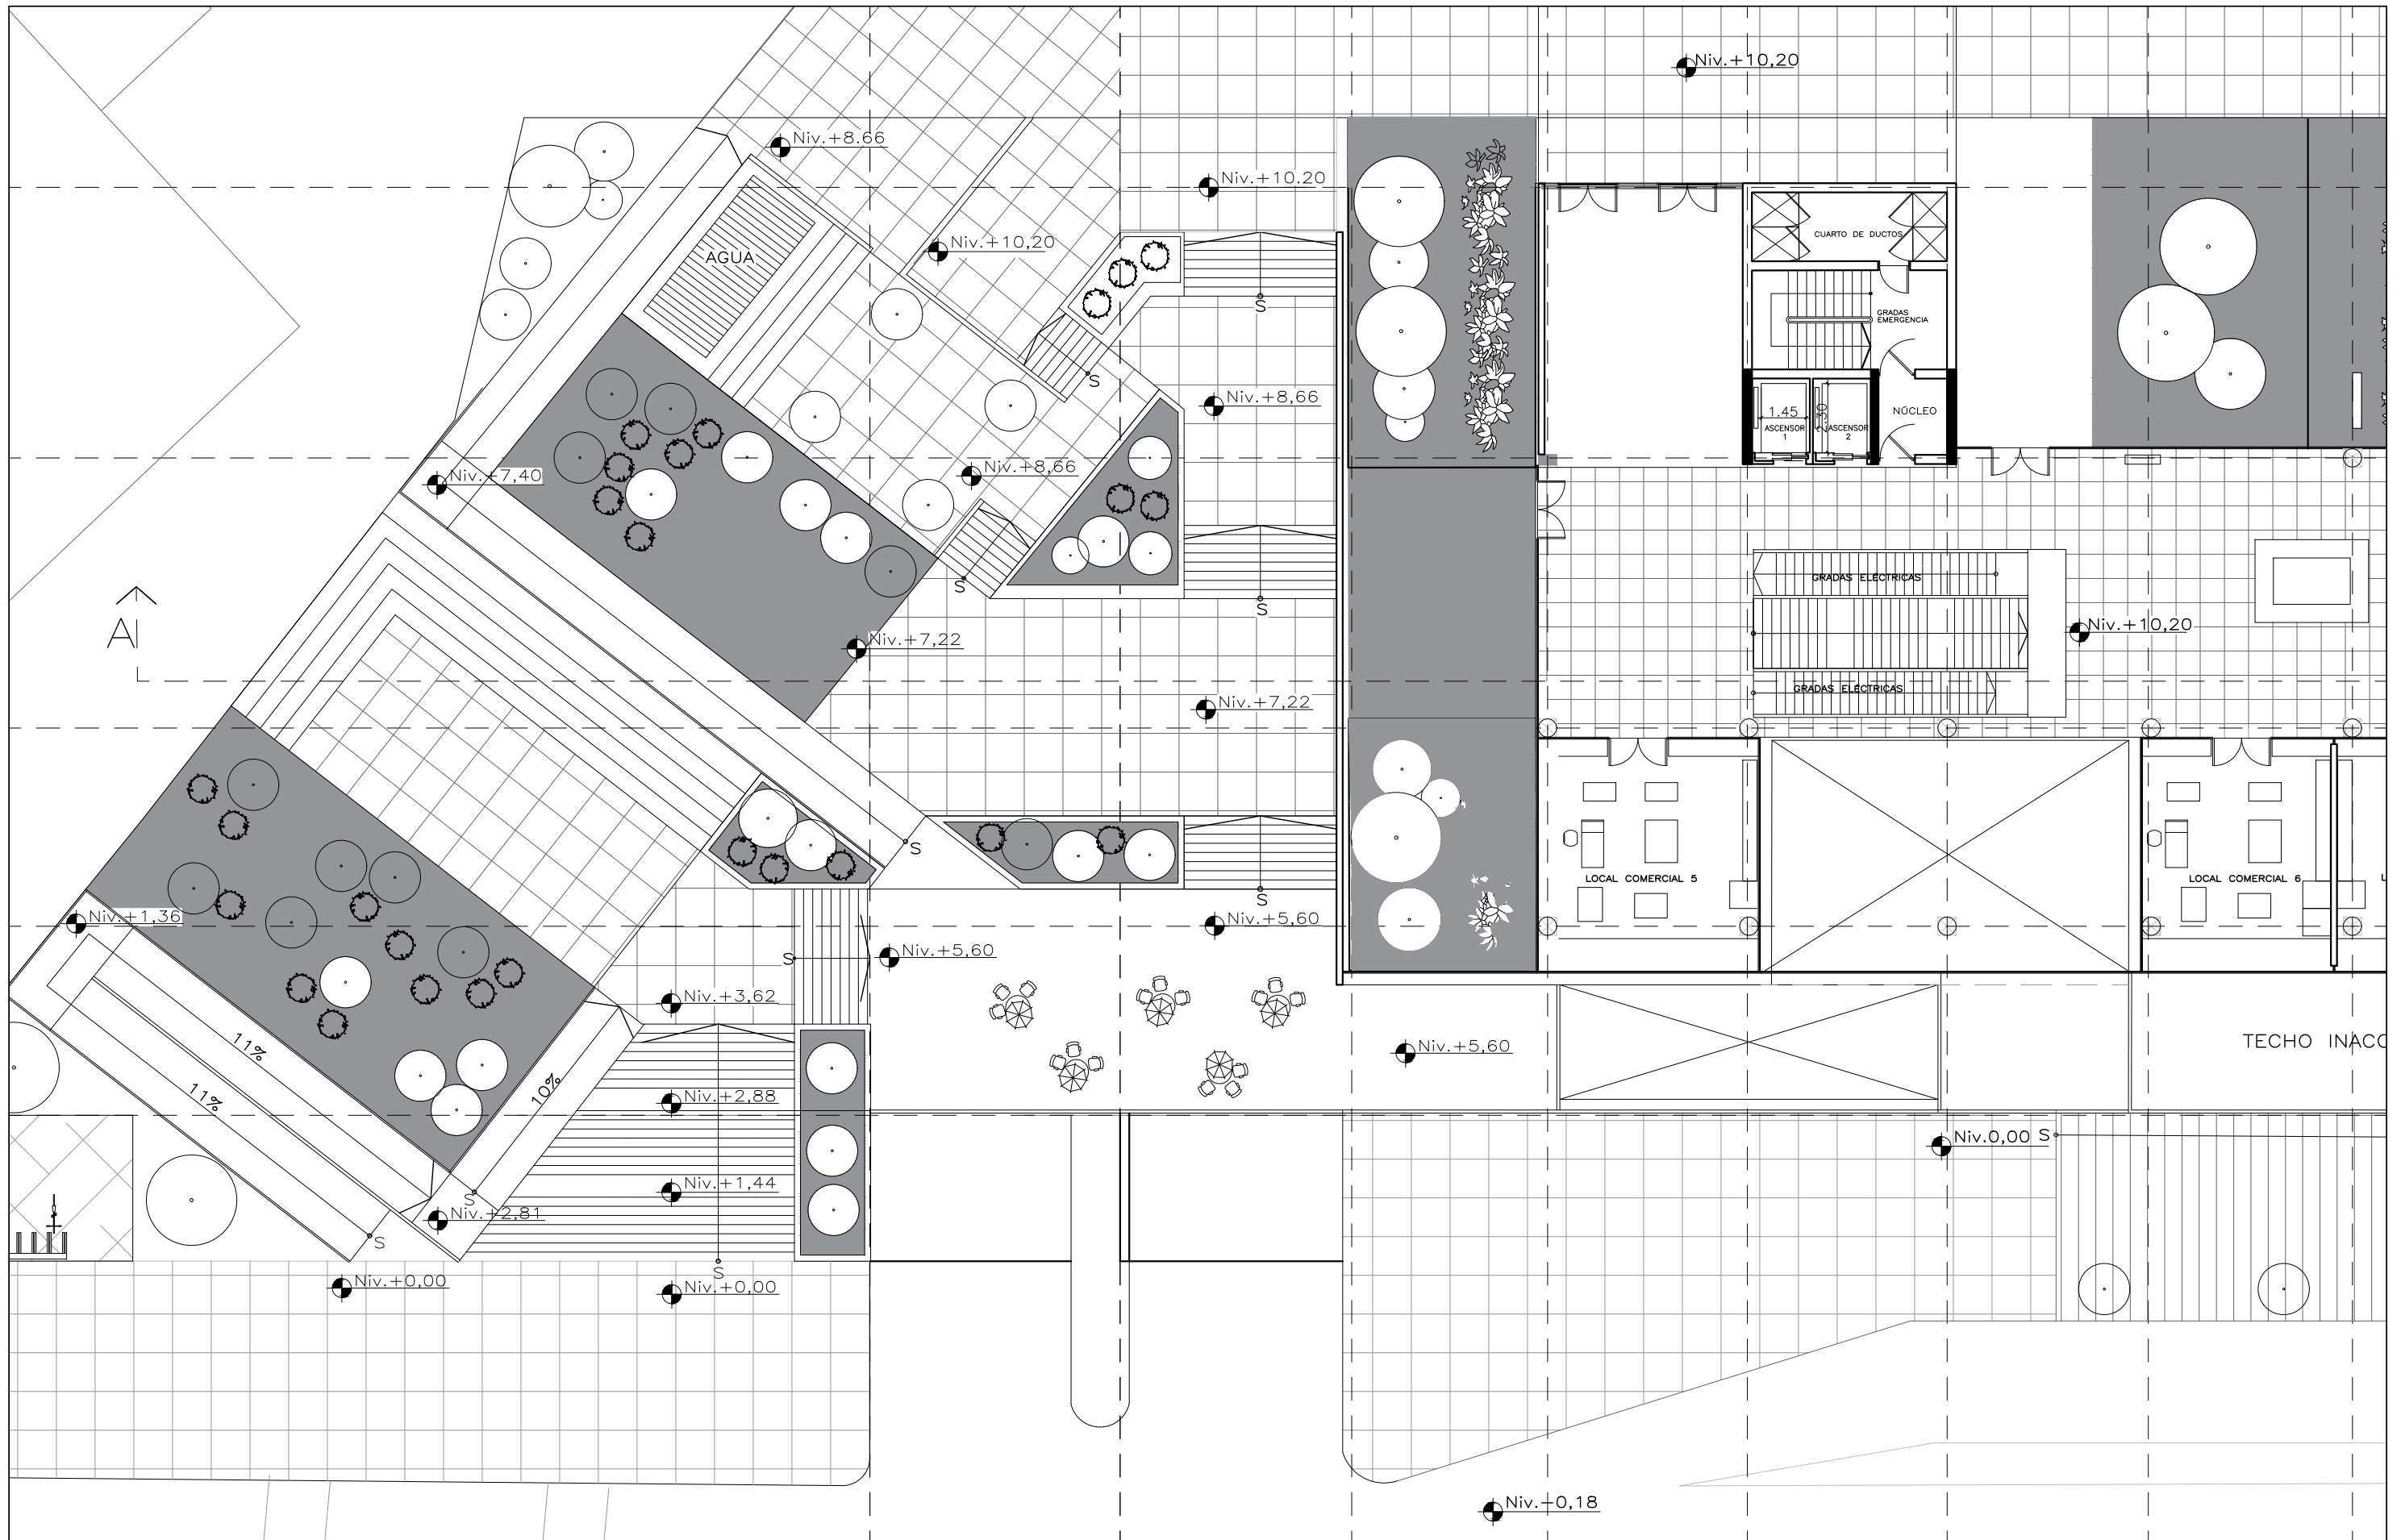 Niv.+10,20
Niv.+8.66
Niv.+10.20
CUARTO DE DUCTOS
Niv.+10,20
AGUA
S
GRADAS
EMERGENCIA
S
Niv.+8,66
1.45
ASCENSOR
1
ASCENSOR
2
NÚCLEO
Niv.+7,40
Niv.+8,66
GRADAS ELÉCTRICAS
S
S
A
Niv.+7,22
Niv.+10,20
GRADAS ELÉCTRICAS
Niv.+7,22
S
LOCAL COMERCIAL 5
LOCAL COMERCIAL 6
L
S
Niv.+1,36
Niv.+5,60
Niv.+5,60
S
Niv.+3,62
11%
Niv.+5,60
TECHO INACC
11%
10%
Niv.+2,88
Niv.0,00 S
Niv.+1,44
S
Niv.+2,81
S
S
Niv.+0,00
Niv.+0,00
Niv.-0,18